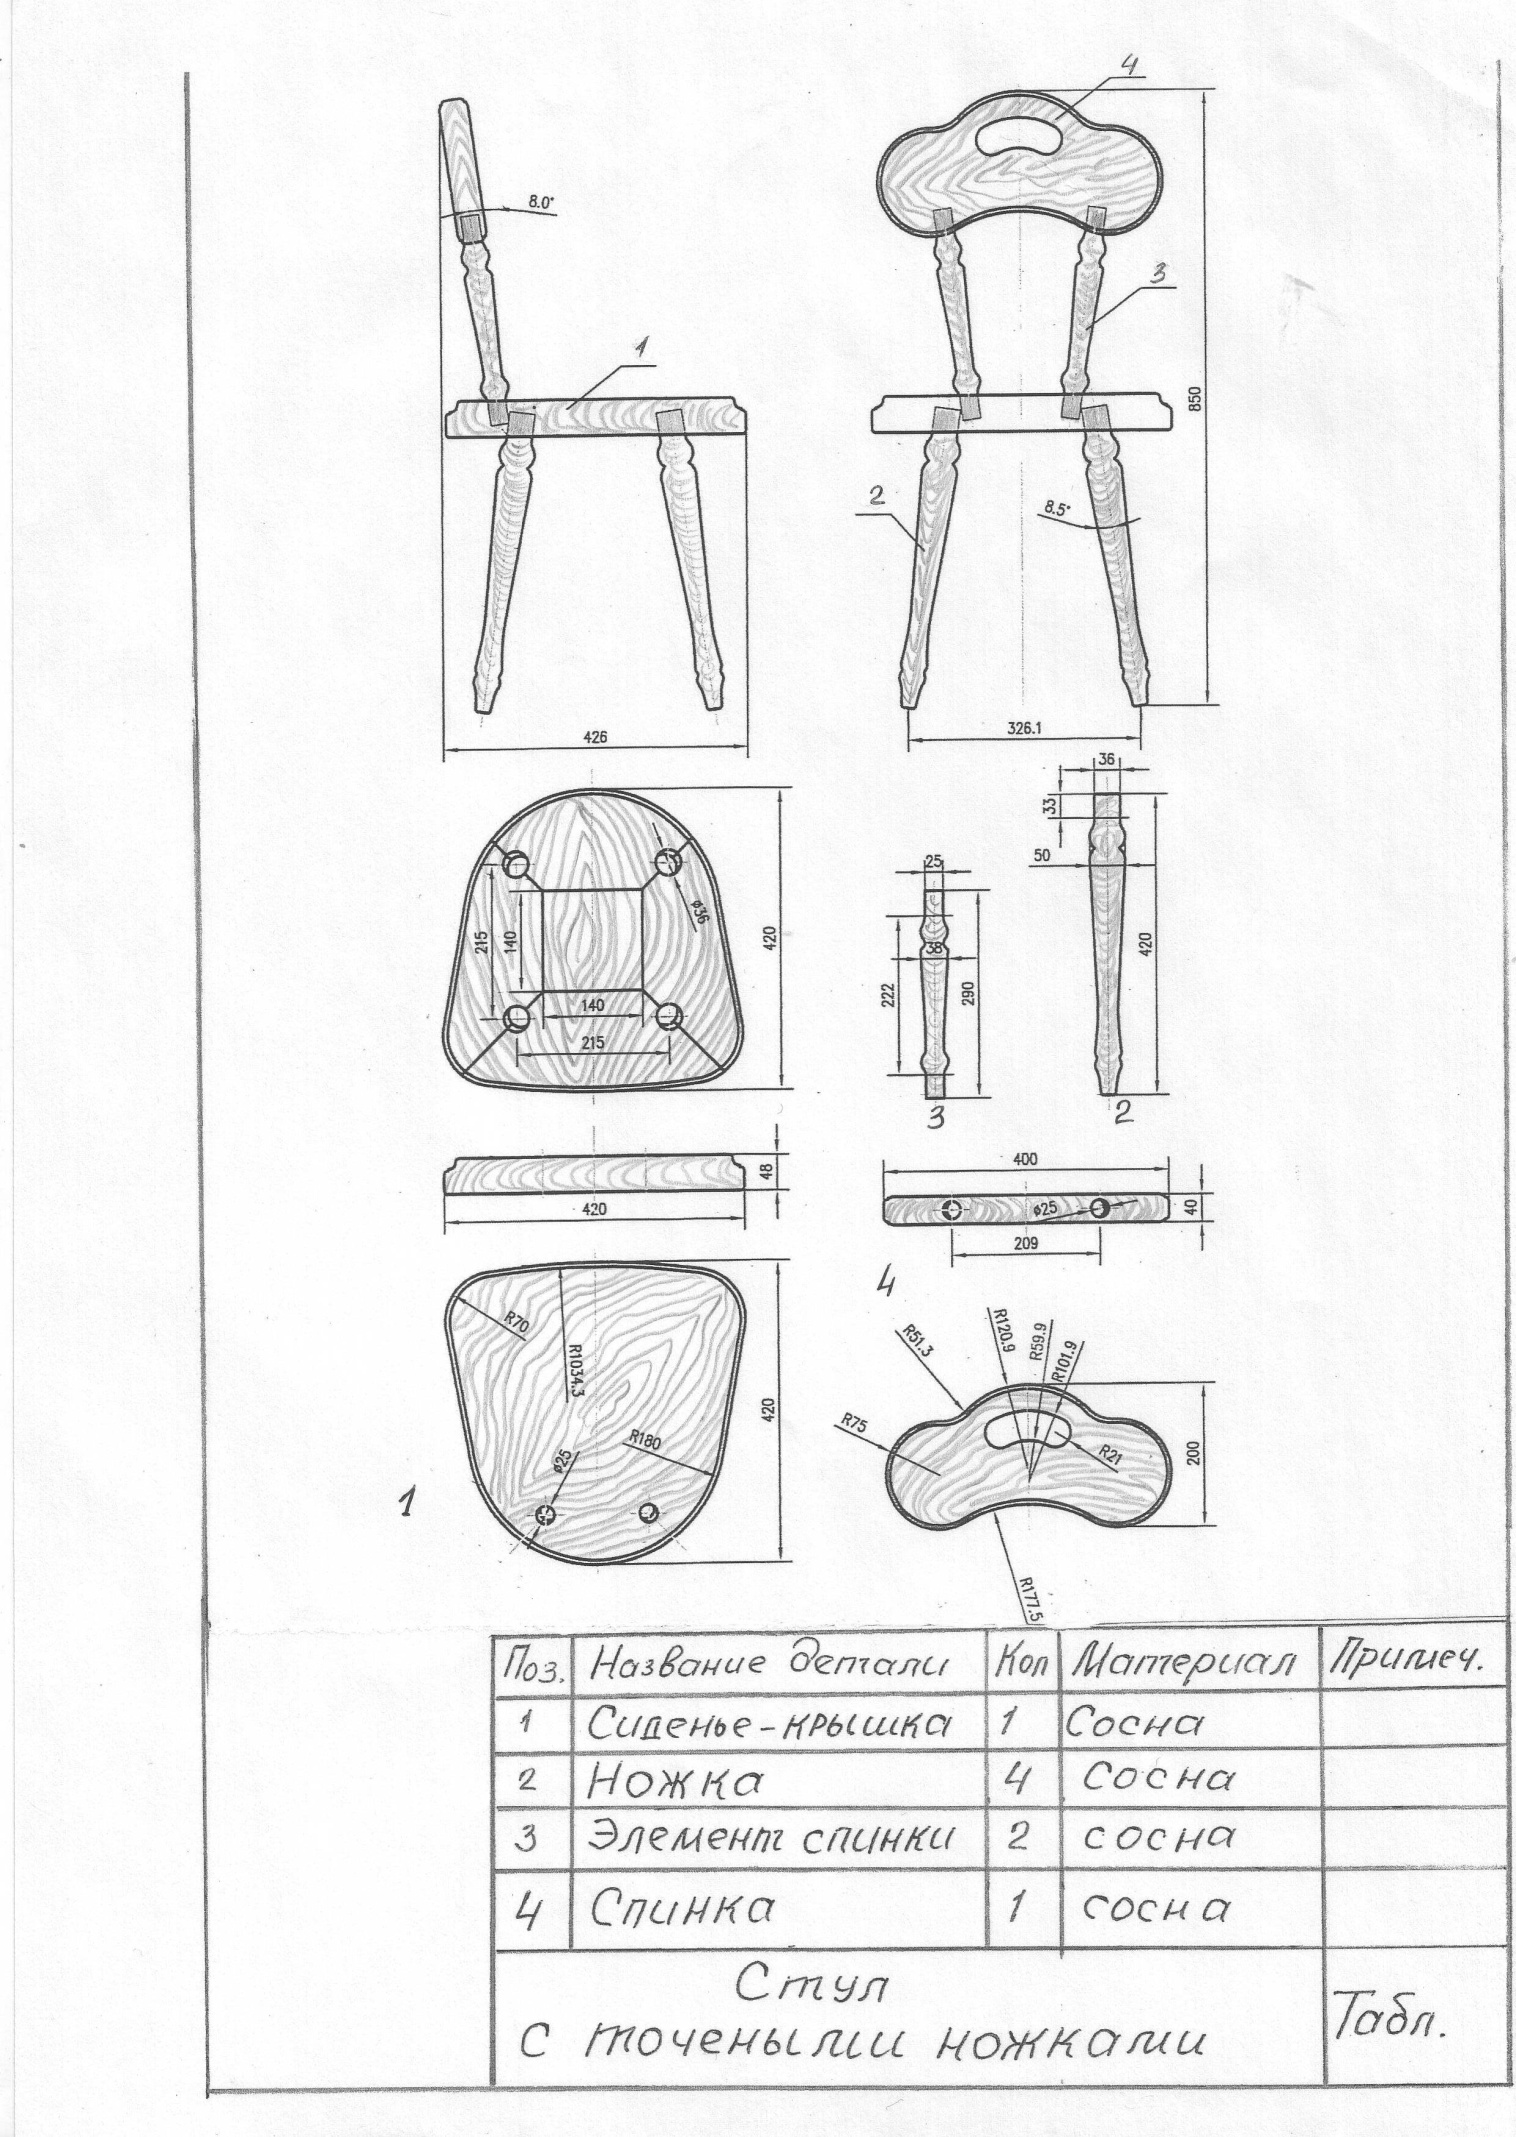 4
8.0°
3
1
850
2
8.5°
426
326.1
36
33
50
25
ø36
215
140
420
38
420
140
222
290
215
3
2
48
400
420
ø25
40
209
4
R70
R1034.3
R51.3
R120.9
R59.9
R101.9
420
R75
R180
R21
200
ø25
1
R177.5
Поз. Название детали Кол Материал Примеч.
1 Сиденье-крышка 1 Сосна
2 Ножка 4 сосна
3 Элемент спинки 2 сосна
4 Спинка 1 сосна
Стул
с точеными ножками
Табл.